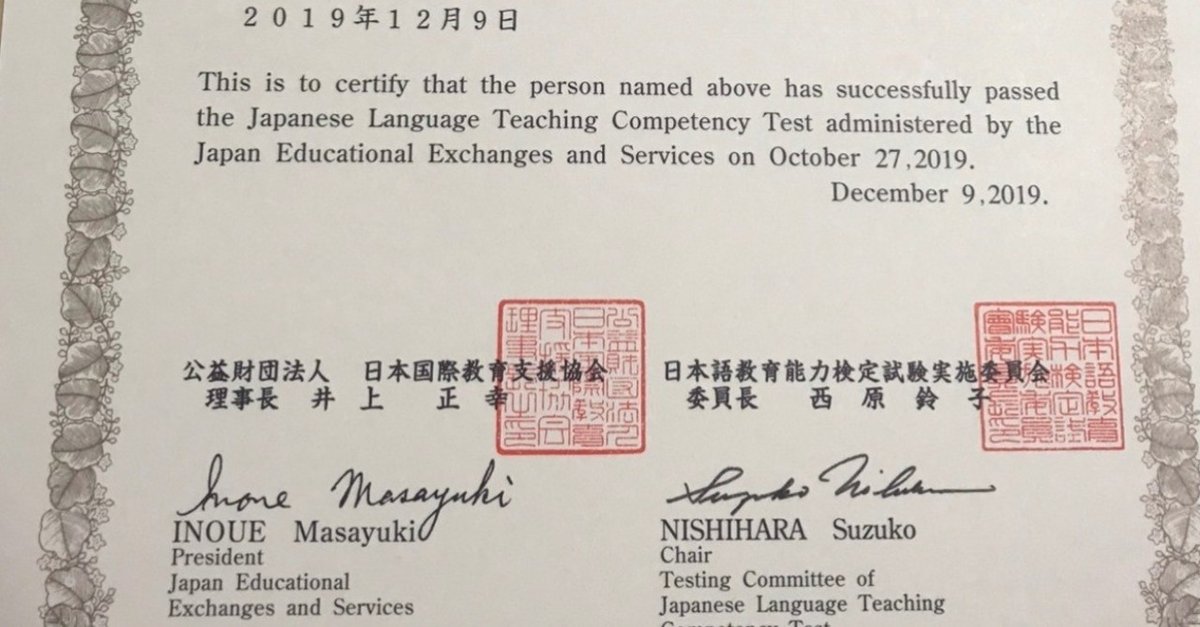 ２０１９年１２月９日
This is to certify that the person named above has successfully passed
the Japanese Language Teaching Competency Test administered by the
Japan Educational Exchanges and Services on October 27,2019.
December 9,2019.
公益財団法人　日本国際教育支援協会
理事長　井　上　正　幸
Inoue Masayuki
INOUE Masayuki
President
Japan Educational
Exchanges and Services
日本語教育能力検定試験実施委員会
委員長　西　原　鈴　子
Suzuko Nishihara
NISHIHARA Suzuko
Chair
Testing Committee of
Japanese Language Teaching
Competency Test